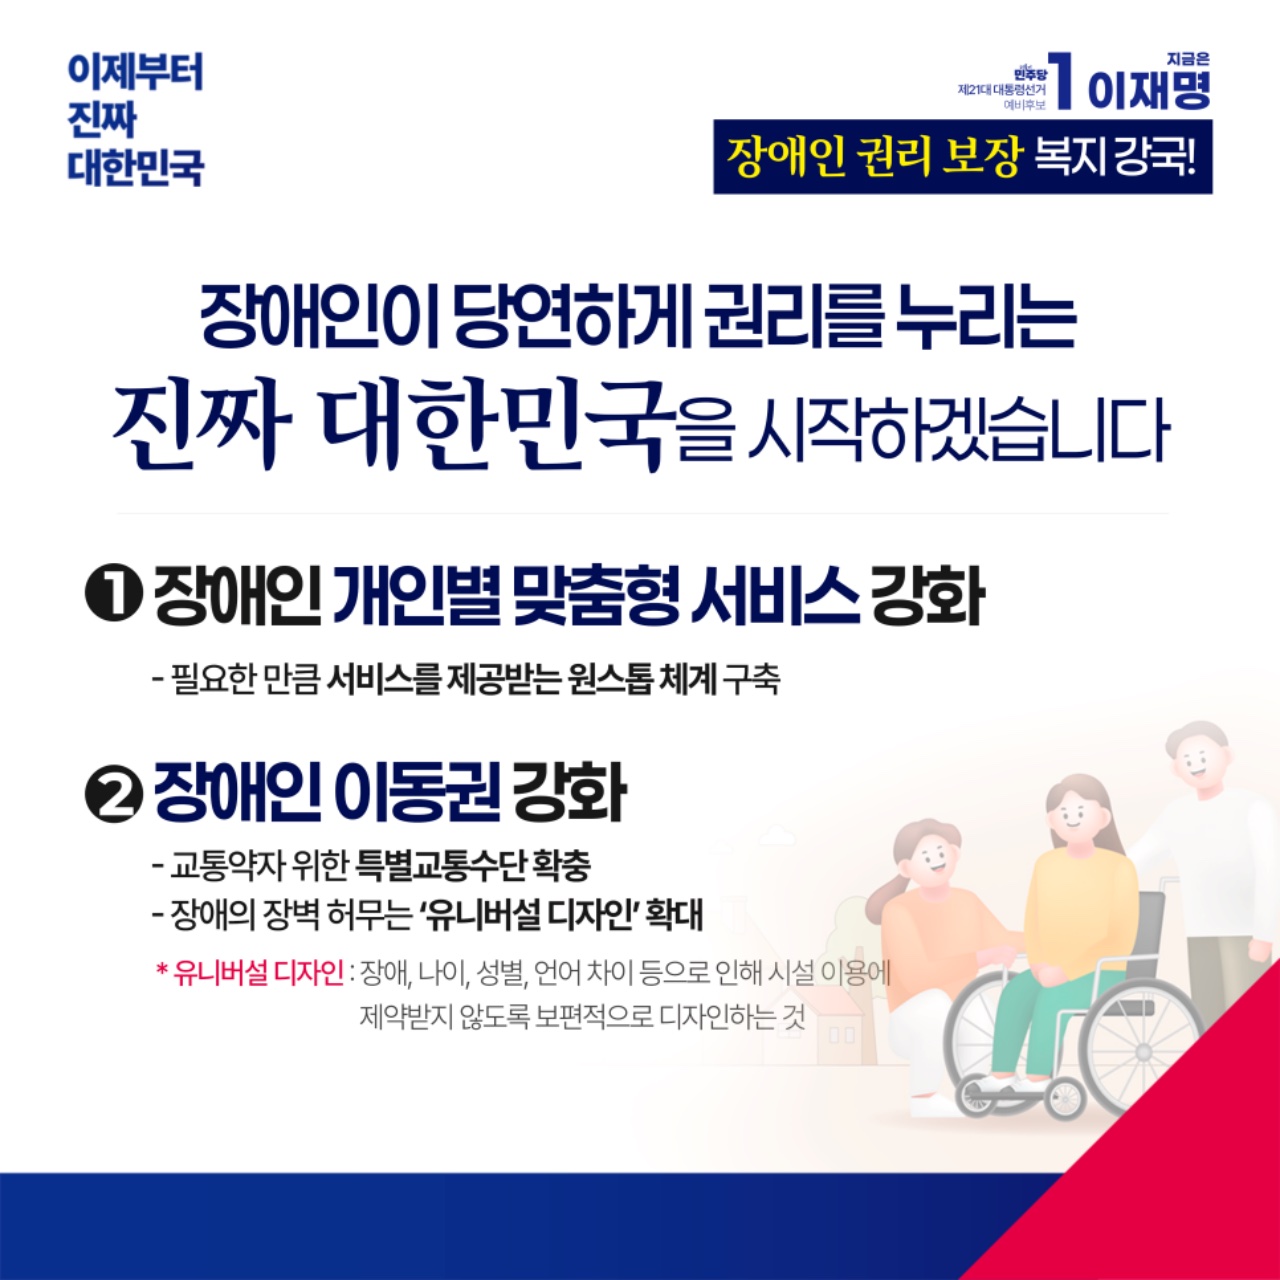 이제부터
진짜
대한민국
지금은
민주당
제21대 대통령선거
예비후보
1 이재명
장애인 권리 보장 복지 강국!
장애인이 당연하게 권리를 누리는
진짜 대한민국을 시작하겠습니다
❶ 장애인 개인별 맞춤형 서비스 강화
- 필요한 만큼 서비스를 제공받는 원스톱 체계 구축
❷ 장애인 이동권 강화
- 교통약자 위한 특별교통수단 확충
- 장애의 장벽 허무는 ‘유니버설 디자인’ 확대
* 유니버설 디자인 : 장애, 나이, 성별, 언어 차이 등으로 인해 시설 이용에
제약받지 않도록 보편적으로 디자인하는 것